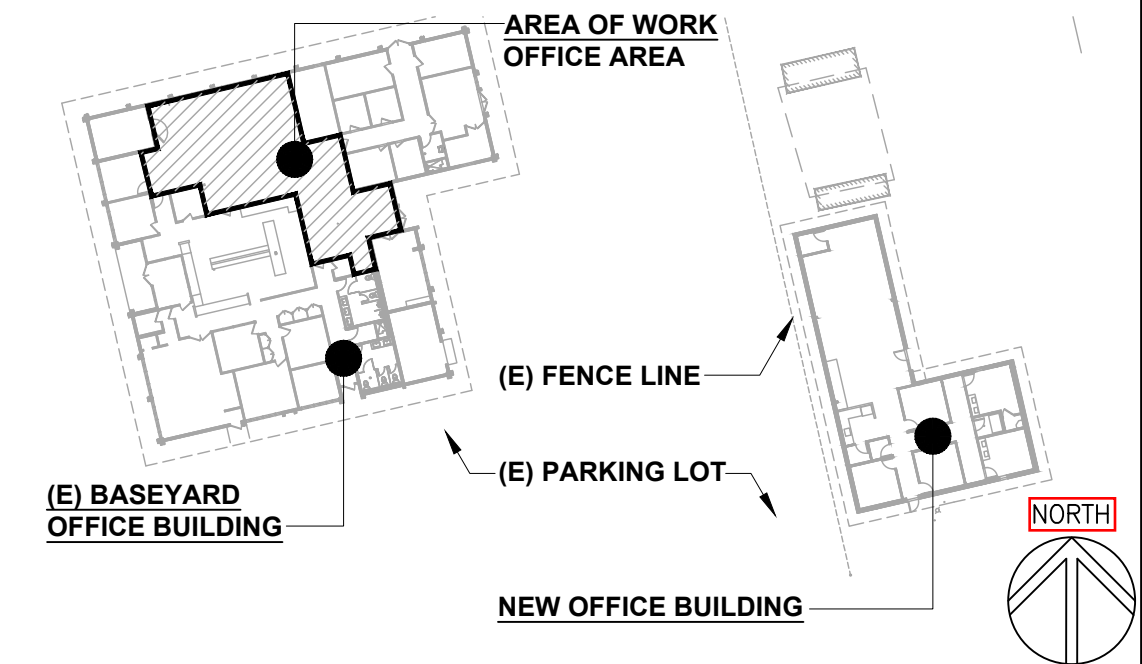 AREA OF WORK
OFFICE AREA
(E) FENCE LINE
(E) PARKING LOT
(E) BASEYARD
OFFICE BUILDING
NORTH
NEW OFFICE BUILDING